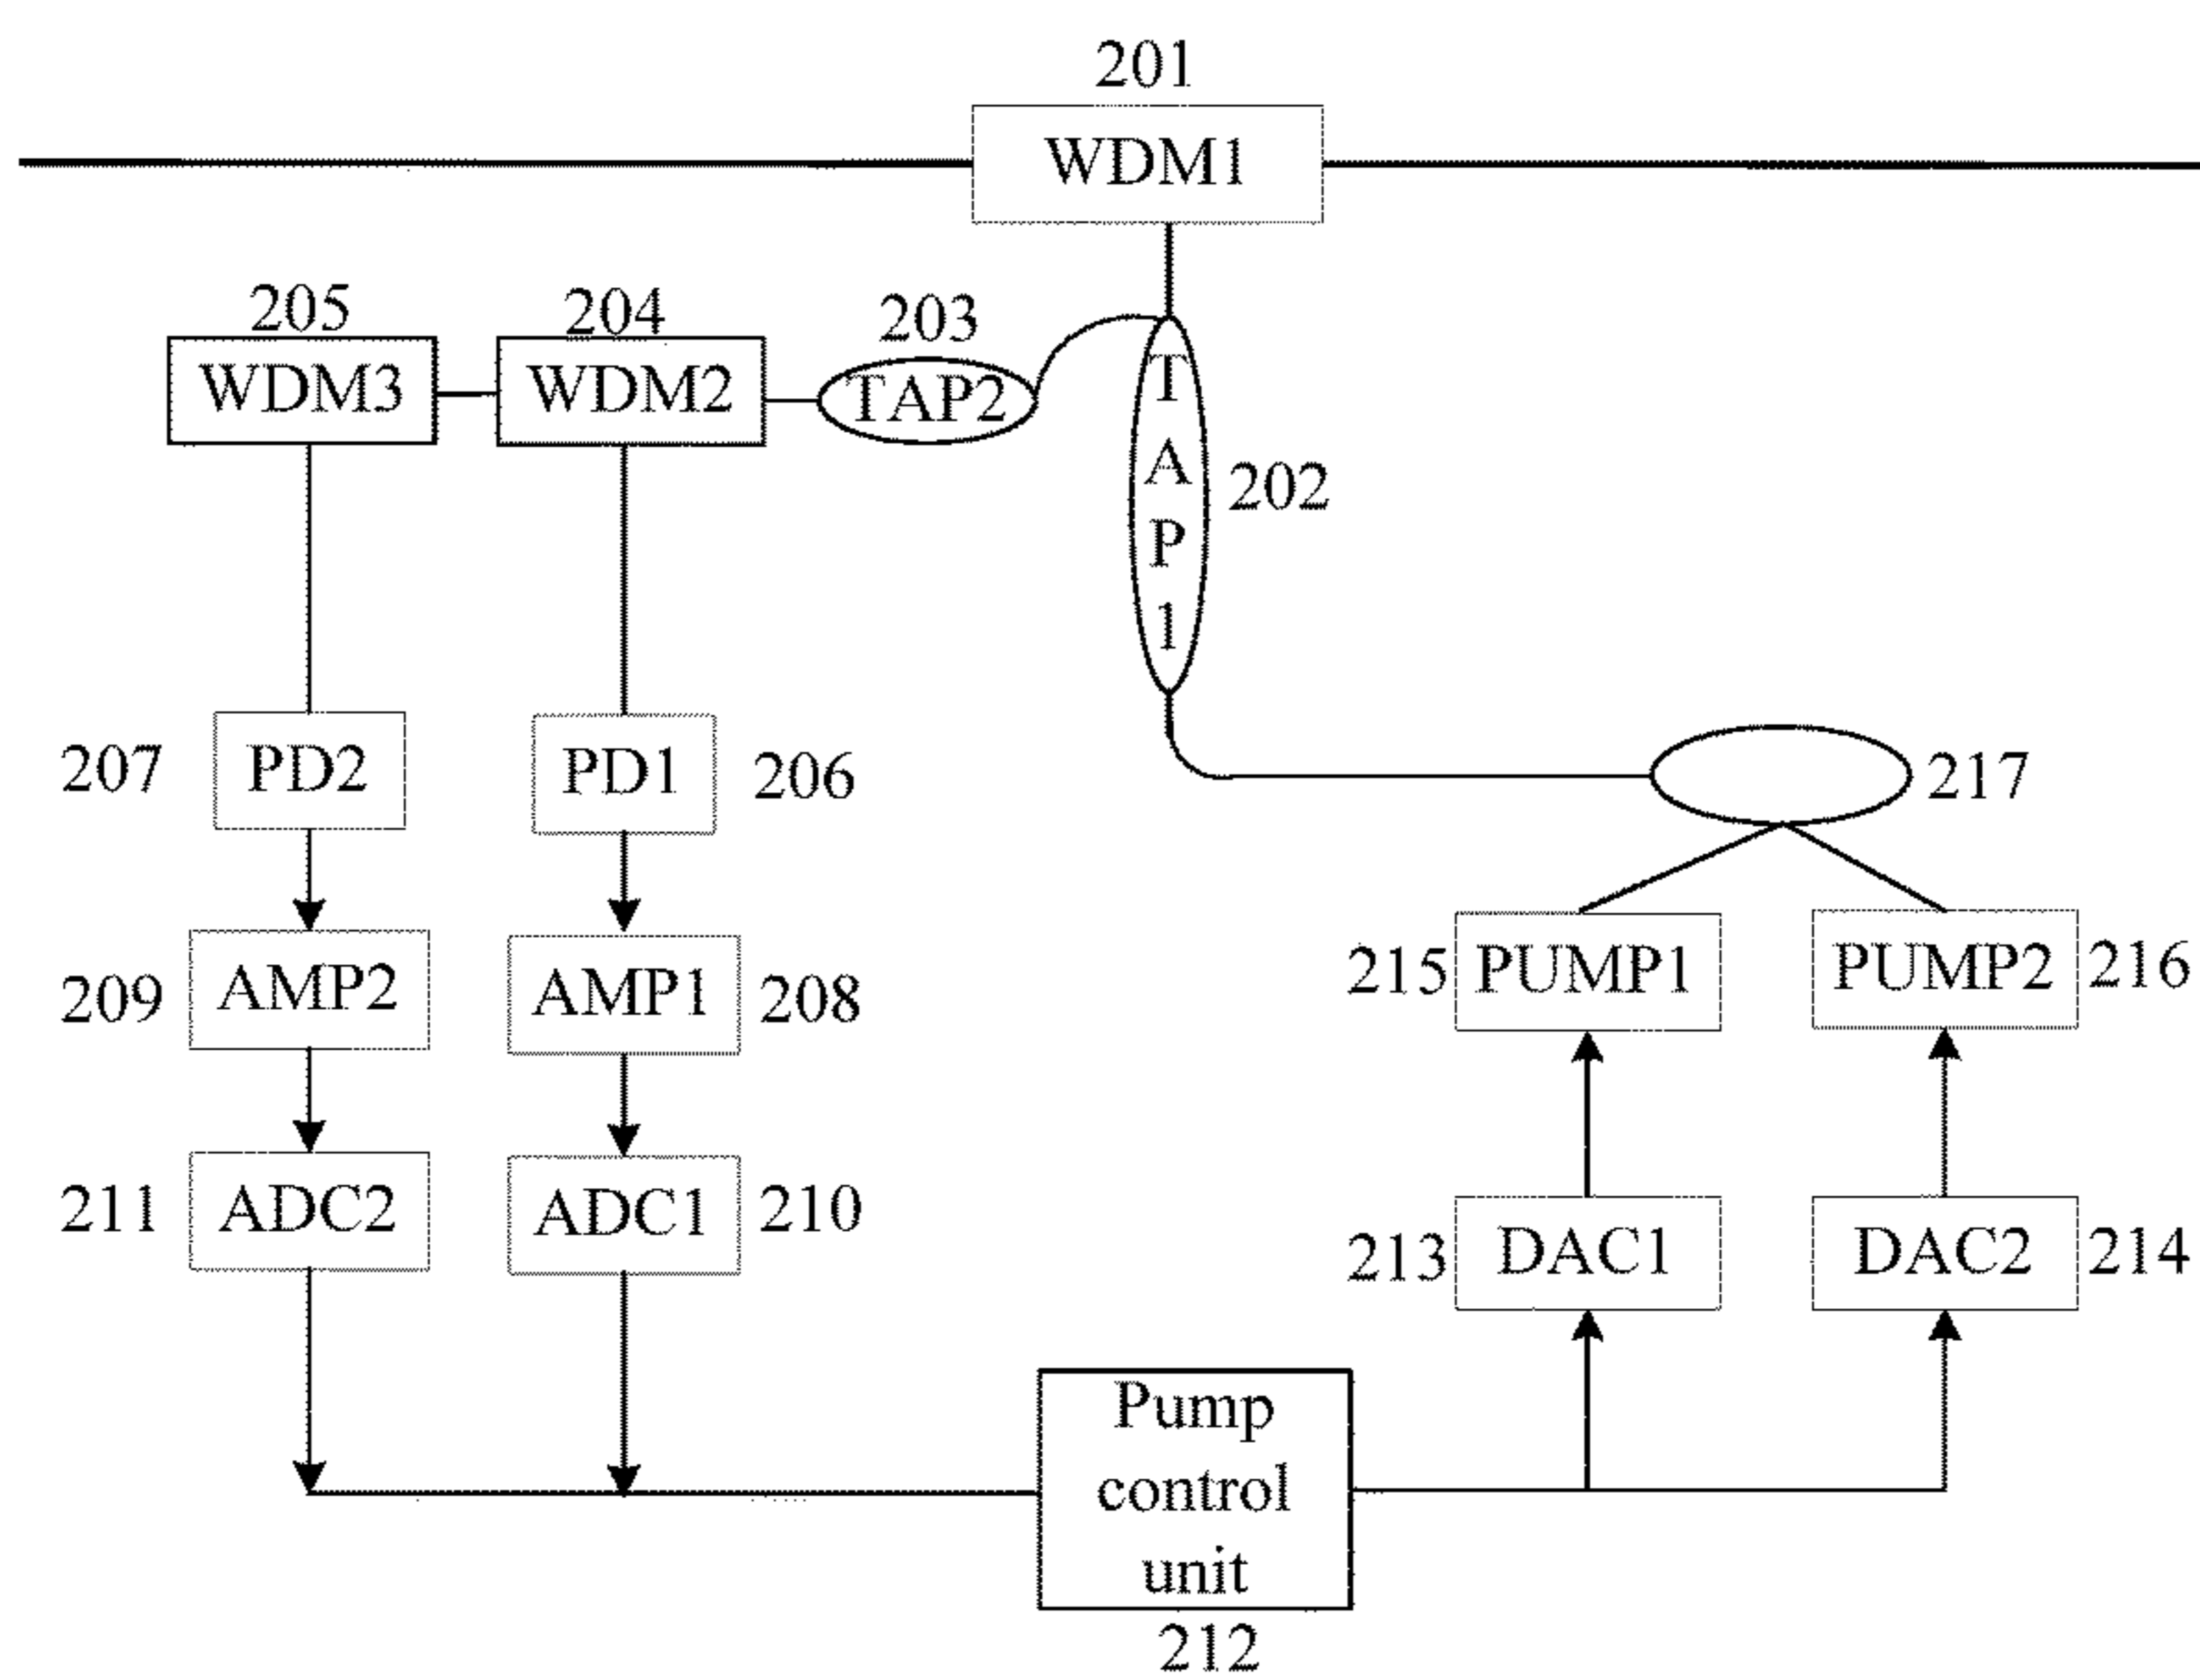 201
WDM1
205
204
203
WDM3
WDM2
TAP2
T
A
P
1
202
207
PD2
PD1
206
217
209
AMP2
AMP1
208
215
PUMP1
PUMP2
216
211
ADC2
ADC1
210
213
DAC1
DAC2
214
Pump
control
unit
212